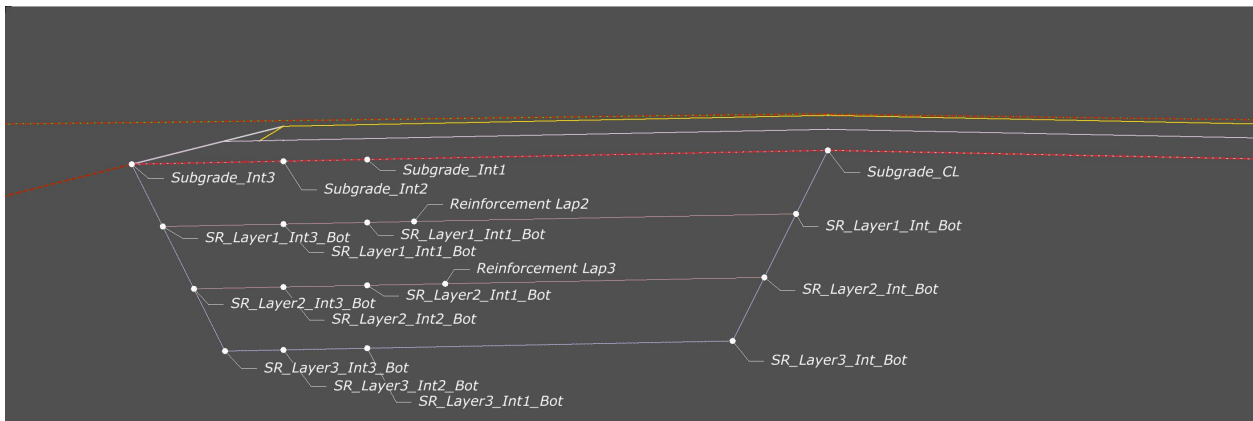 Subgrade_Int3
Subgrade_Int2
Subgrade_Int1
Subgrade_CL
Reinforcement Lap2
SR_Layer1_Int3_Bot
SR_Layer1_Int1_Bot
SR_Layer1_Int1_Bot
SR_Layer1_Int_Bot
Reinforcement Lap3
SR_Layer2_Int3_Bot
SR_Layer2_Int2_Bot
SR_Layer2_Int1_Bot
SR_Layer2_Int_Bot
SR_Layer3_Int3_Bot
SR_Layer3_Int2_Bot
SR_Layer3_Int1_Bot
SR_Layer3_Int_Bot